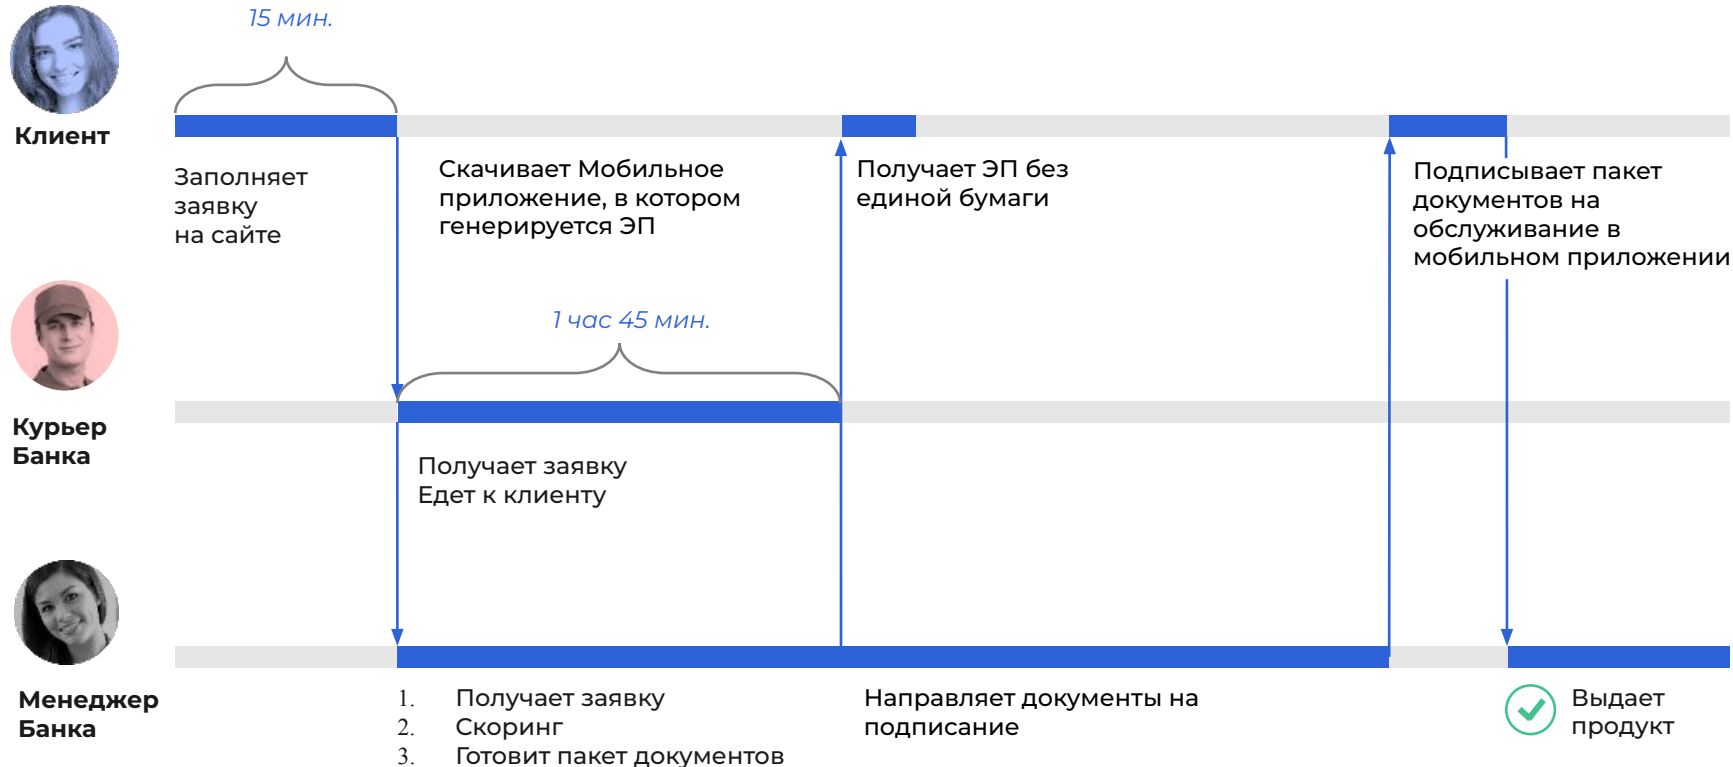 15 мин.
Клиент
Заполняет
заявку
на сайте
Скачивает Мобильное
приложение, в котором
генерируется ЭП
Получает ЭП без
единой бумаги
Подписывает пакет
документов на
обслуживание в
мобильном приложении
1 час 45 мин.
Курьер
Банка
Получает заявку
Едет к клиенту
Менеджер
Банка
1. Получает заявку
2. Скоринг
3. Готовит пакет документов
Направляет документы на
подписание
Выдает
продукт